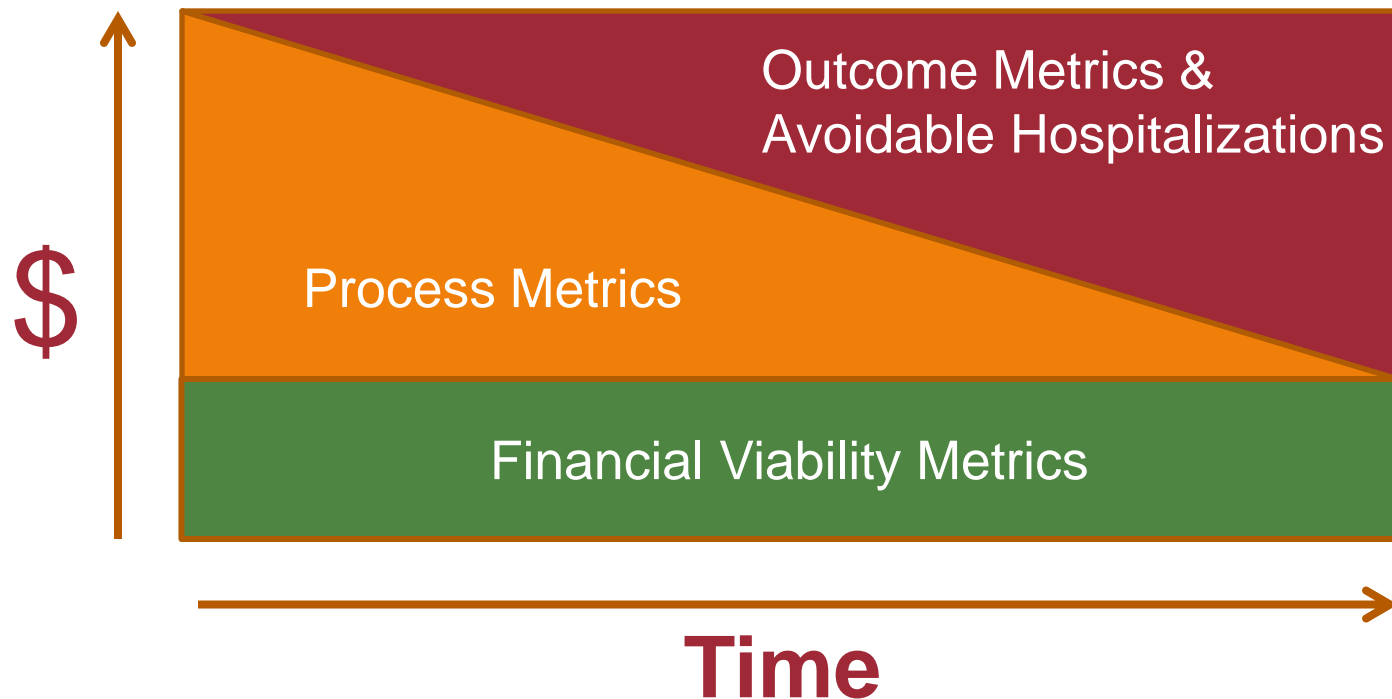 Outcome Metrics &
Avoidable Hospitalizations
Process Metrics
$
Financial Viability Metrics
Time